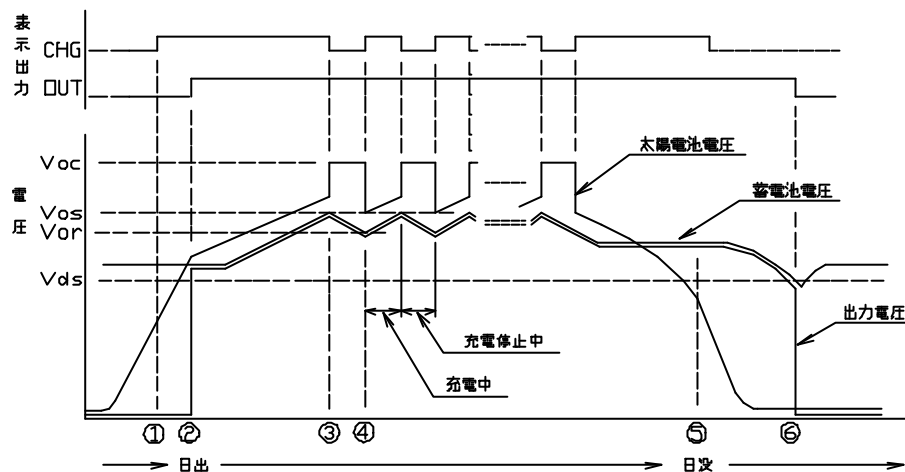 表示出力
CHG
OUT
電圧
Voc
Vos
Vor
Vds
太陽電池電圧
蓄電池電圧
出力電圧
充電停止中
充電中
① ② ③ ④ ⑤ ⑥
日出 日没